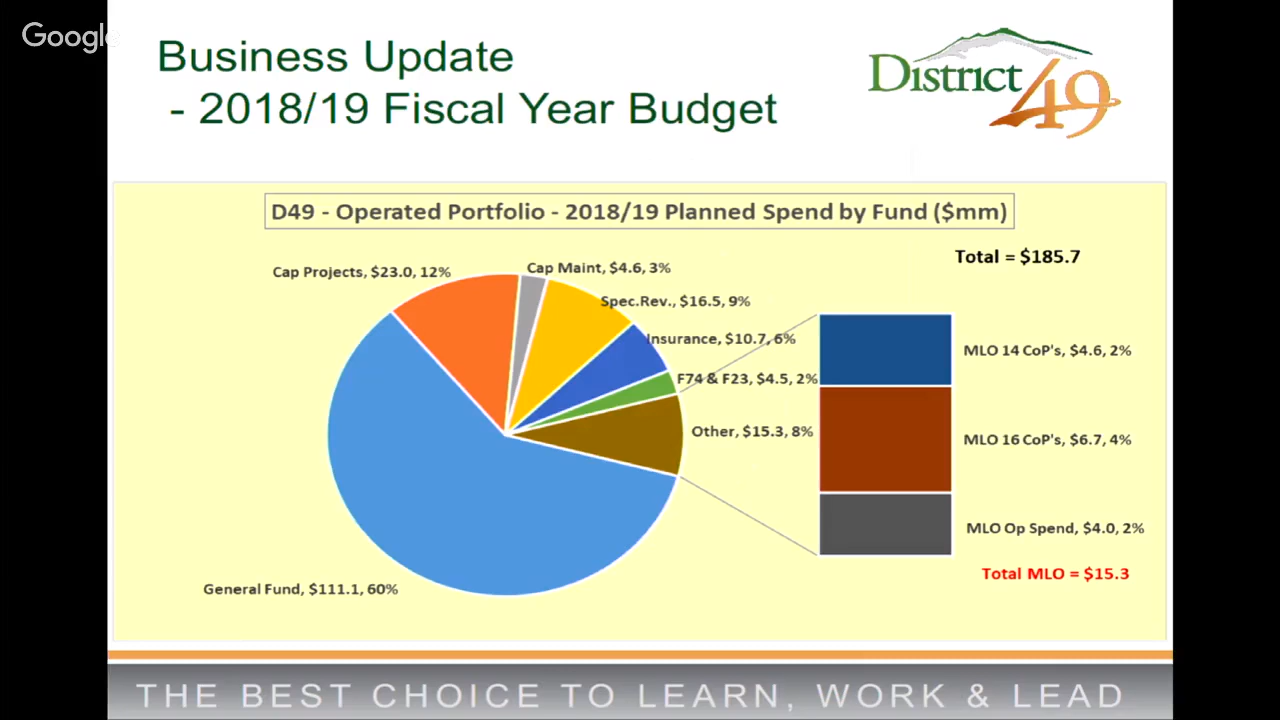 Google
Business Update
- 2018/19 Fiscal Year Budget
District 49
D49 - Operated Portfolio - 2018/19 Planned Spend by Fund ($mm)
Total = $185.7
Cap Projects, $23.0, 12%
Cap Maint, $4.6, 3%
Spec.Rev., $16.5, 9%
Insurance, $10.7, 6%
F74 & F23, $4.5, 2%
Other, $15.3, 8%
General Fund, $111.1, 60%
MLO 14 CoP's, $4.6, 2%
MLO 16 CoP's, $6.7, 4%
MLO Op Spend, $4.0, 2%
Total MLO = $15.3
THE BEST CHOICE TO LEARN, WORK & LEAD